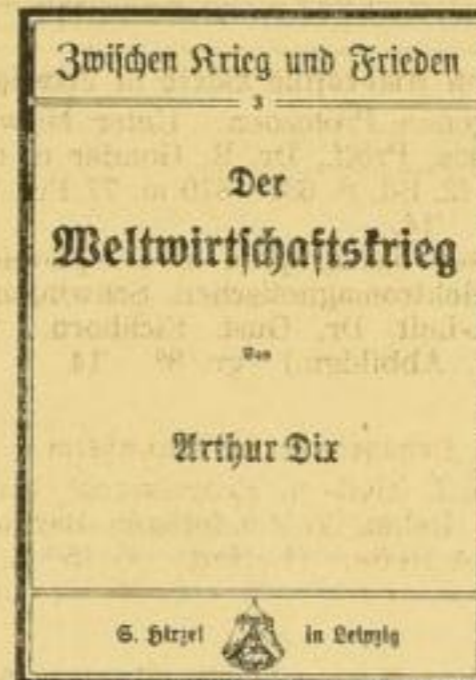 Zwischen Krieg und Frieden
3
Der
Weltwirtschaftskrieg
Von
Arthur Dix
S. Hirzel in Leipzig